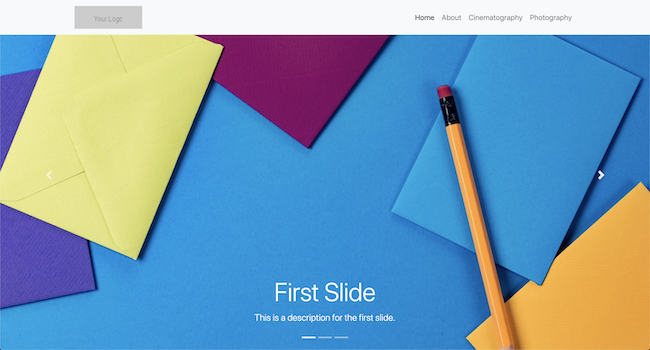 Your Logo
Home About Cinematography Photography
First Slide
This is a description for the first slide.